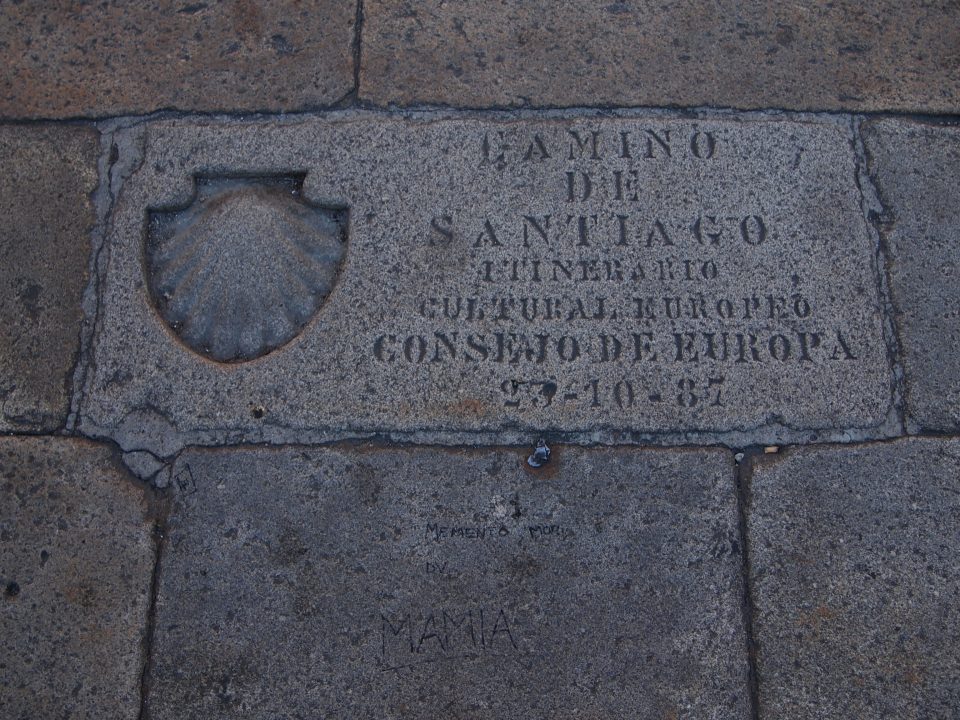 CAMINO
DE
SANTIAGO
ITINERARIO
CULTURAL EUROPEO
CONSEJO DE EUROPA
23-10-87
MEMENTO MORI
DV
MAMIA